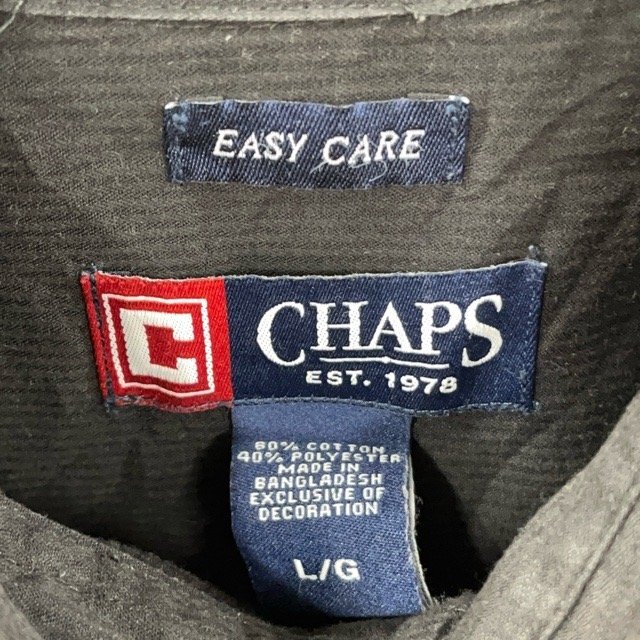 EASY CARE
C
CHAPS
EST. 1978
60% COTTON
40% POLYESTER
MADE IN
BANGLADESH
EXCLUSIVE OF
DECORATION
L/G